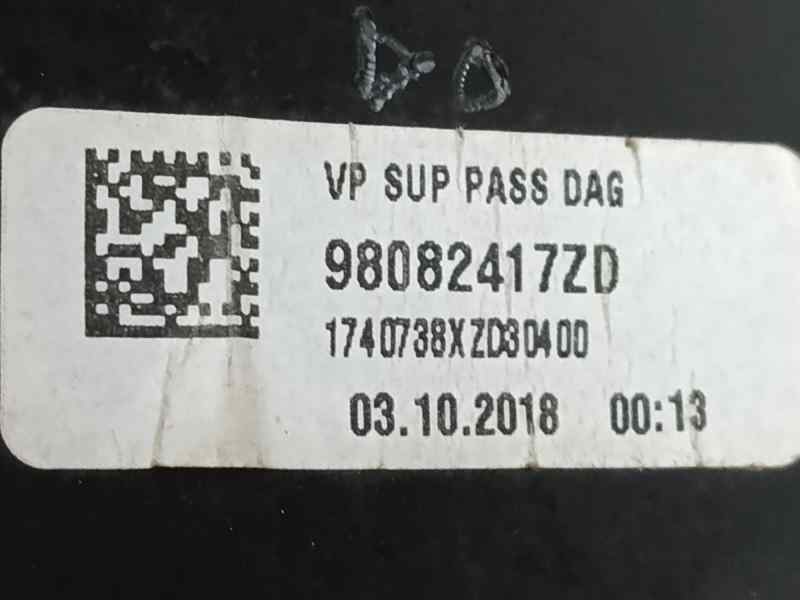 VP SUP PASS DAG
98082417ZD
1740738XZD30400
03.10.2018 00:13